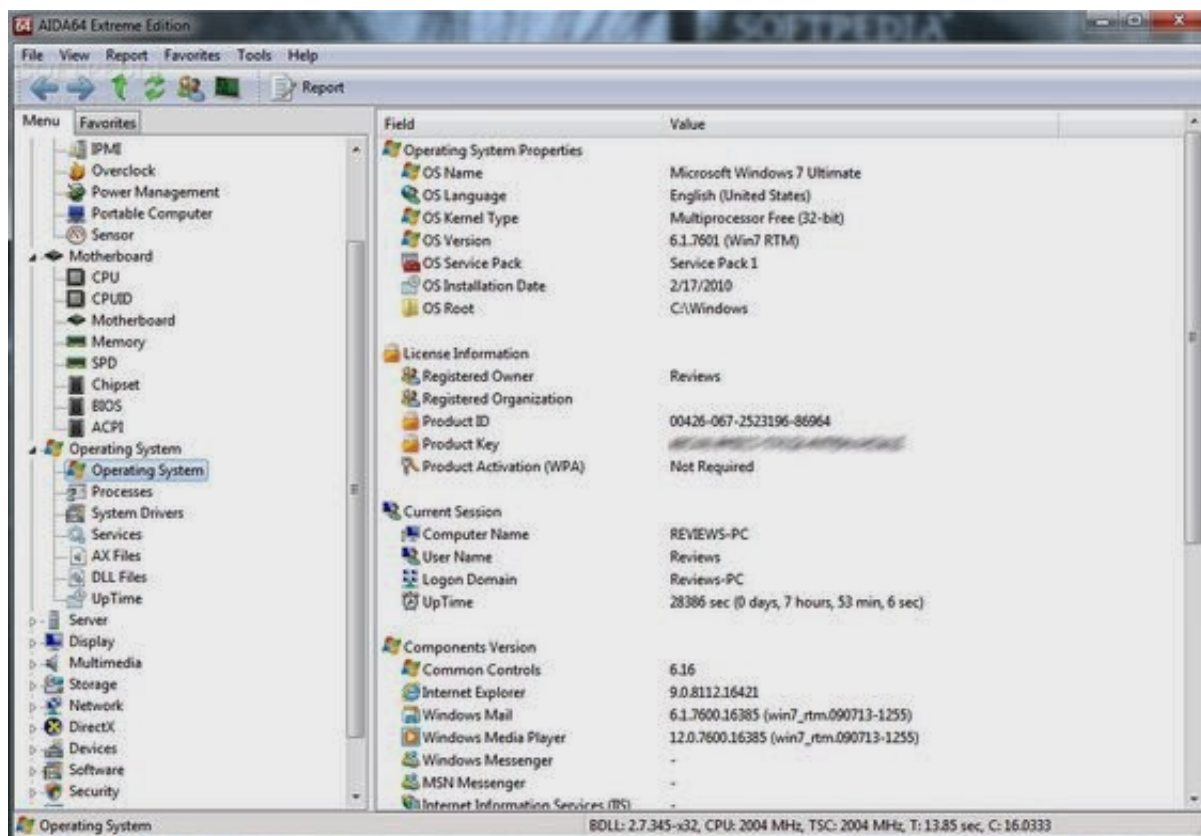 SOFTPEDIA
AIDA64 Extreme Edition
File View Report Favorites Tools Help
Report
Menu Favorites
IPMI
Overclock
Power Management
Portable Computer
Sensor
Motherboard
CPU
CPUID
Motherboard
Memory
SPD
Chipset
BIOS
ACPI
Operating System
Operating System
Processes
System Drivers
Services
AX Files
DLL Files
UpTime
Server
Display
Multimedia
Storage
Network
DirectX
Devices
Software
Security
Field Value
Operating System Properties
OS Name Microsoft Windows 7 Ultimate
OS Language English (United States)
OS Kernel Type Multiprocessor Free (32-bit)
OS Version 6.1.7601 (Win7 RTM)
OS Service Pack Service Pack 1
OS Installation Date 2/17/2010
OS Root C:\Windows
License Information
Registered Owner Reviews
Registered Organization
Product ID 00426-067-2523196-86964
Product Key
Product Activation (WPA) Not Required
Current Session
Computer Name REVIEWS-PC
User Name Reviews
Logon Domain Reviews-PC
UpTime 28386 sec (0 days, 7 hours, 53 min, 6 sec)
Components Version
Common Controls 6.16
Internet Explorer 9.0.8112.16421
Windows Mail 6.1.7600.16385 (win7_rtm.090713-1255)
Windows Media Player 12.0.7600.16385 (win7_rtm.090713-1255)
Windows Messenger -
MSN Messenger -
Internet Information Services (IIS) -
Operating System BDLL: 2.7.345-x32, CPU: 2004 MHz, TSC: 2004 MHz, T: 13.85 sec, C: 16.0333